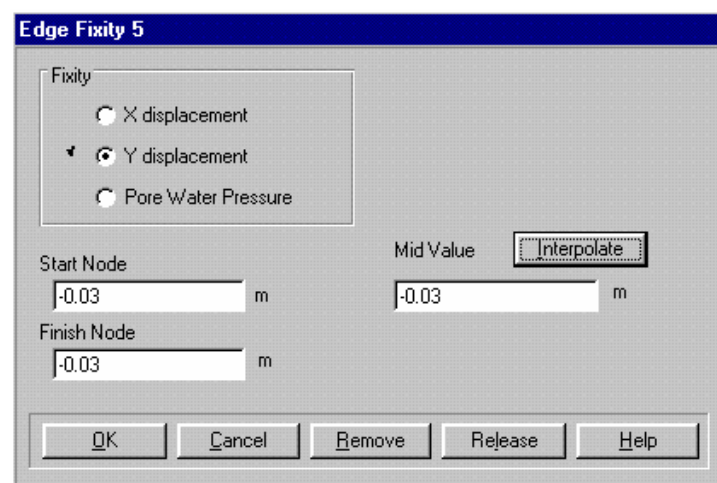 Edge Fixity 5
Fixity
X displacement
Y displacement
Pore Water Pressure
Mid Value Interpolate
Start Node
-0.03 m -0.03 m
Finish Node
-0.03 m
OK Cancel Remove Release Help